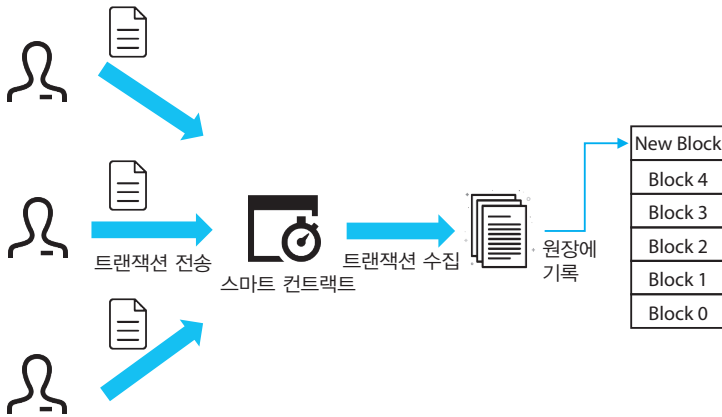 트랜잭션 전송
스마트 컨트랙트
트랜잭션 수집
원장에
기록
New Block
Block 4
Block 3
Block 2
Block 1
Block 0